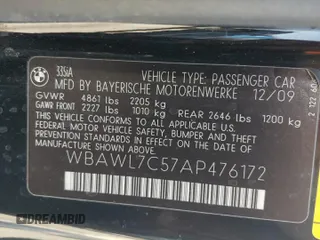 335iA
VEHICLE TYPE: PASSENGER CAR
MFD BY BAYERISCHE MOTORENWERKE 12/09
GVWR 4861 lbs 2205 kg
GAWR FRONT 2227 lbs 1010 kg REAR 2646 lbs 1200 kg
THIS VEHICLE CONFORMS TO ALL APPLICABLE
U.S. FEDERAL MOTOR VEHICLE SAFETY, BUMPER AND THEFT
PREVENTION STANDARDS IN EFFECT ON THE DATE OF
MANUFACTURE SHOWN ABOVE.
WBAWL7C57AP476172
DREAMBID